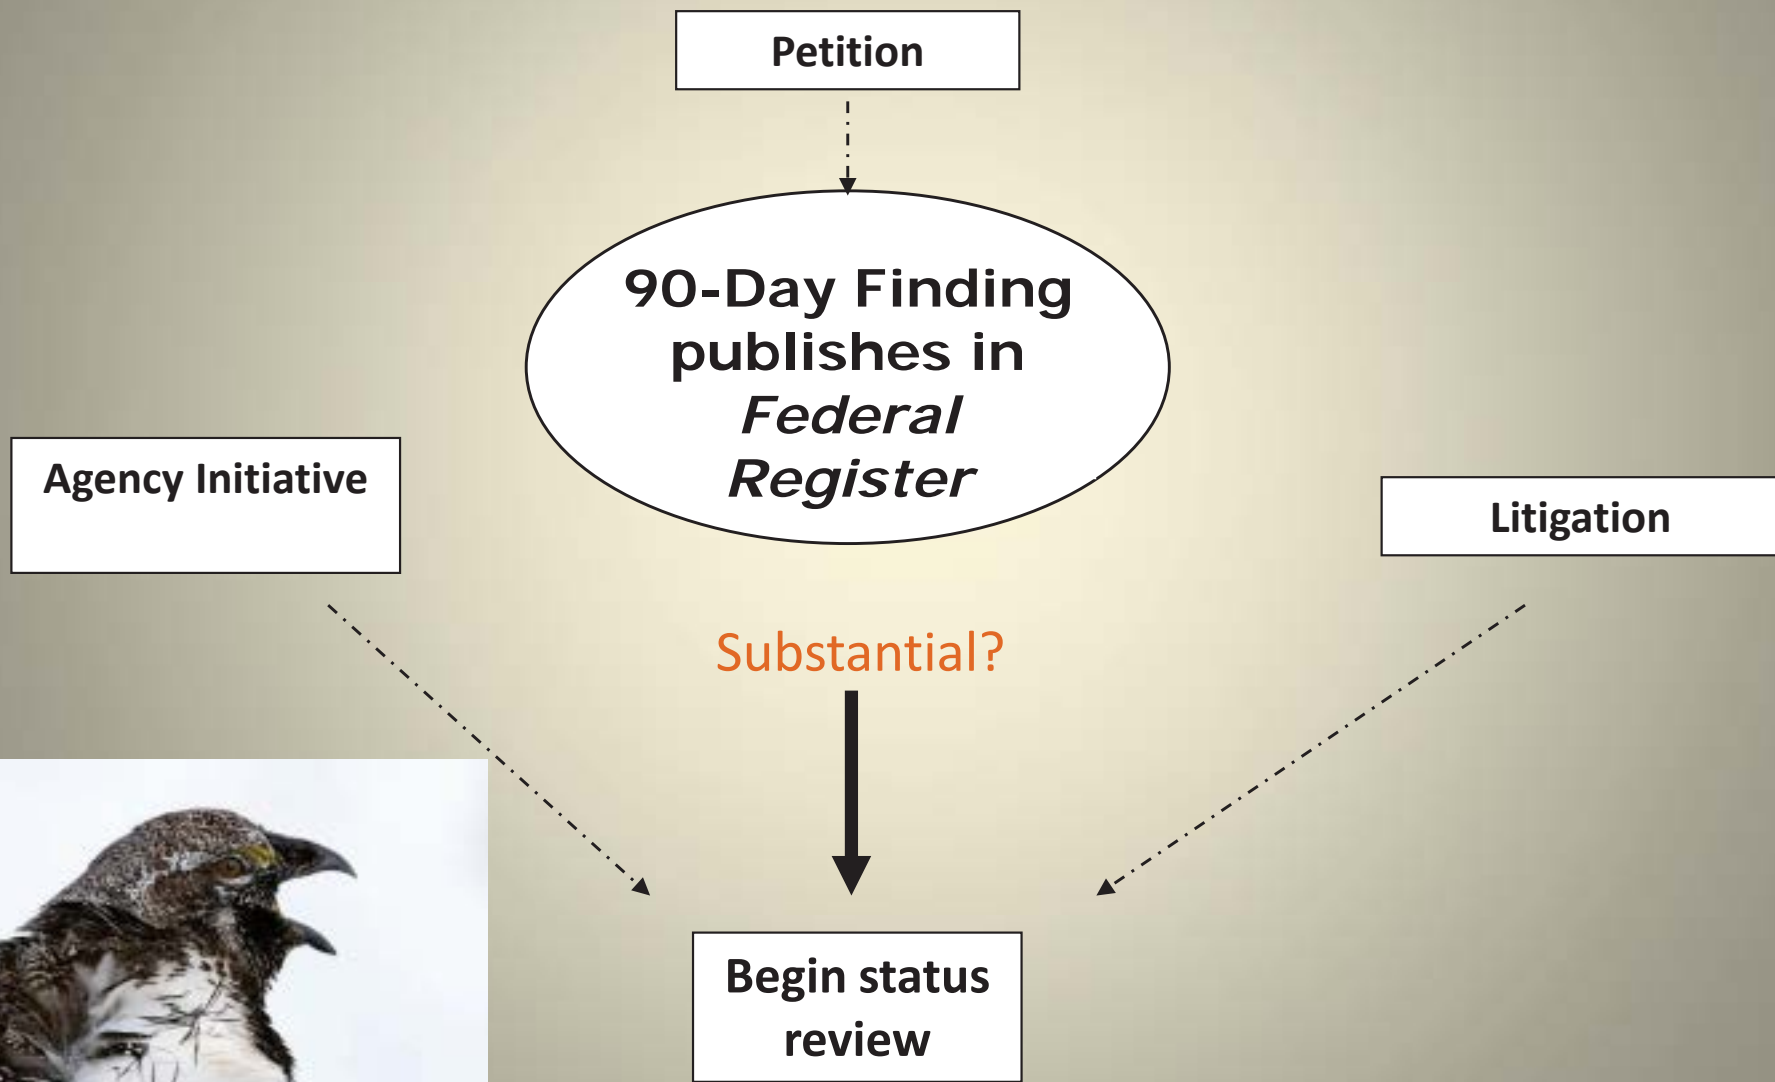 Petition
90-Day Finding
publishes in
Federal
Register
Agency Initiative
Litigation
Substantial?
Begin status
review